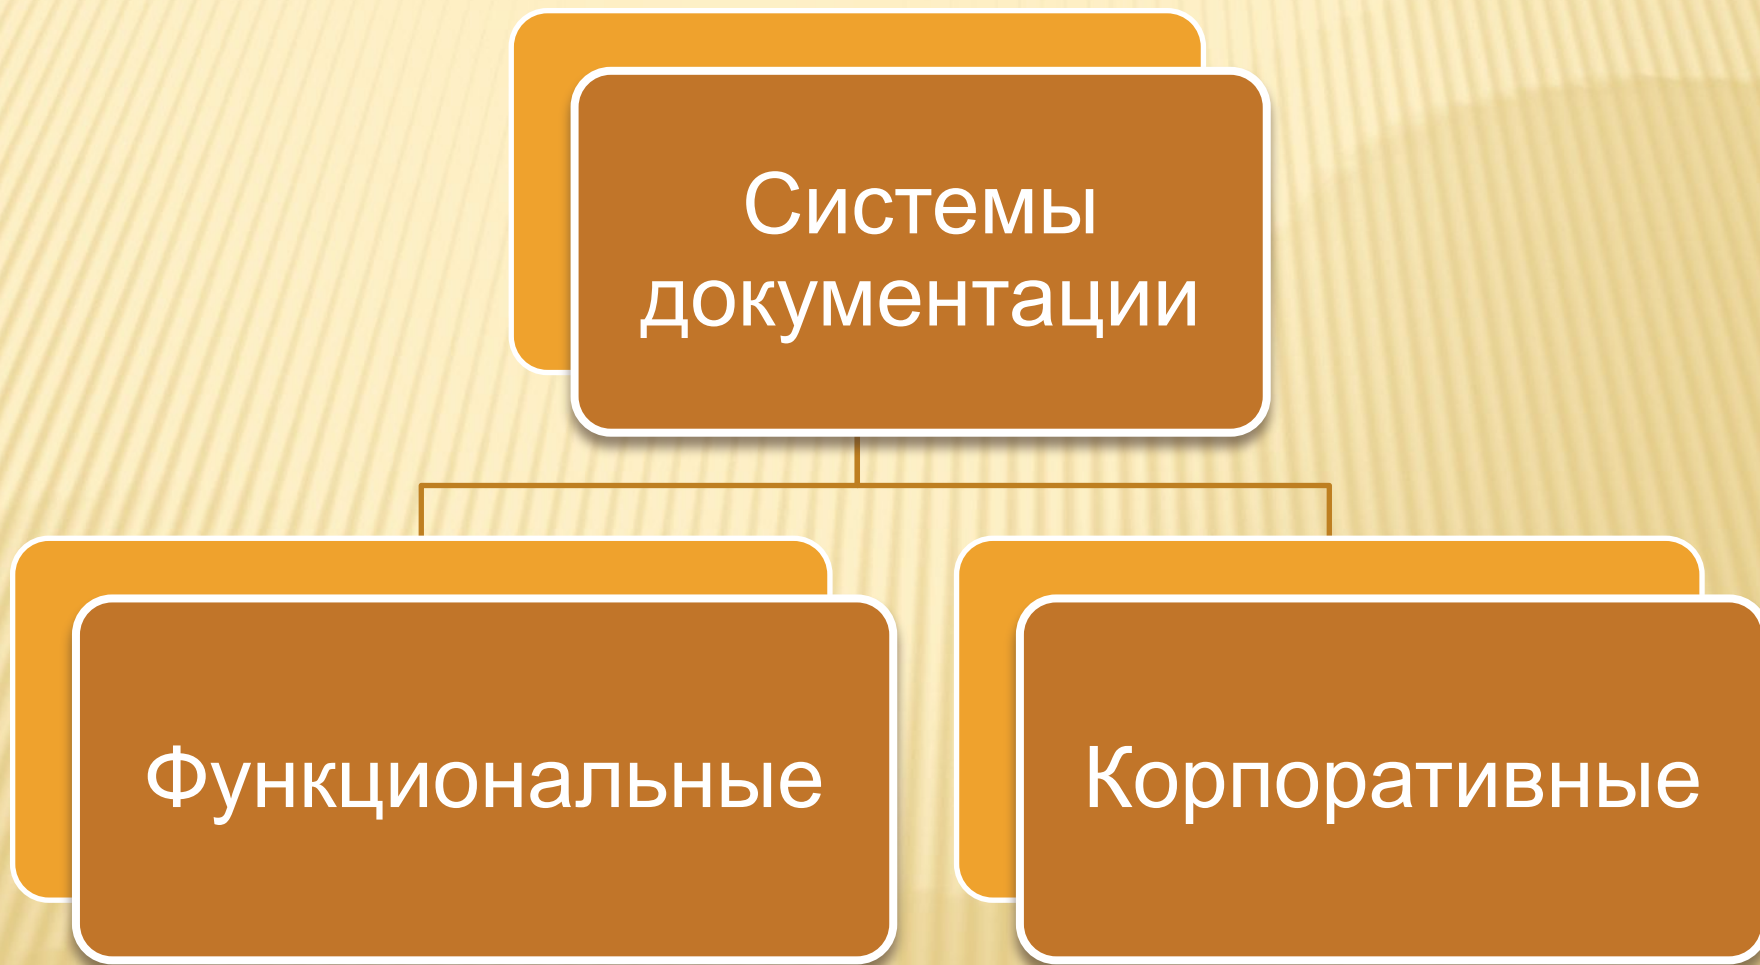 Системы
документации
Функциональные
Корпоративные